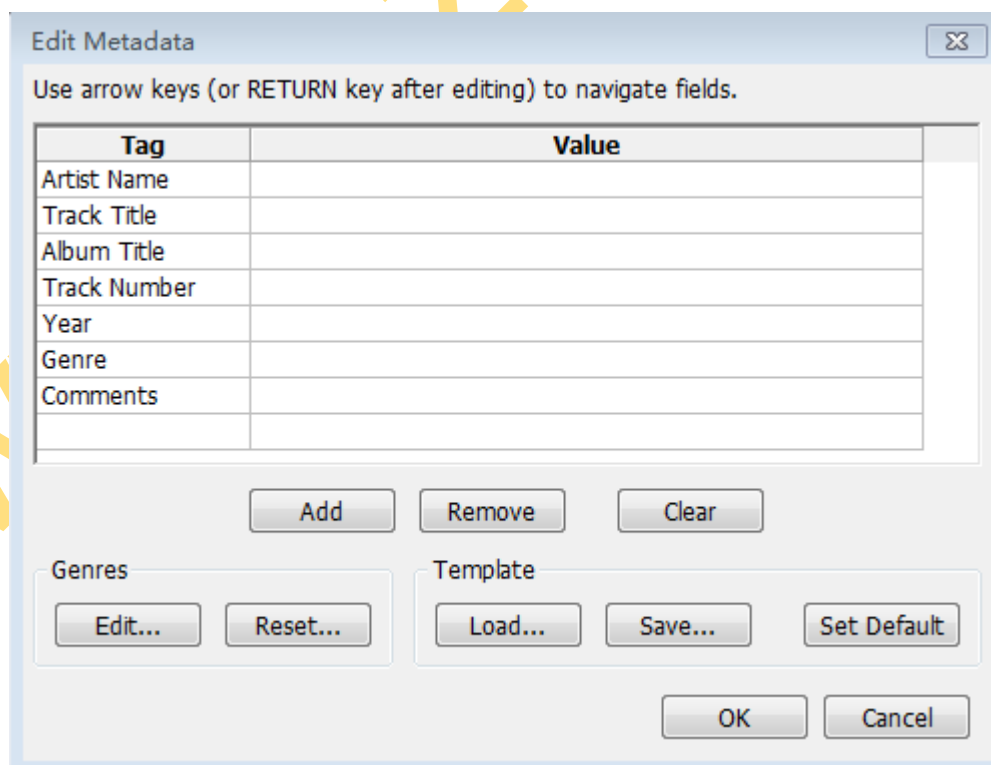 Edit Metadata
Use arrow keys (or RETURN key after editing) to navigate fields.
Tag Value
Artist Name
Track Title
Album Title
Track Number
Year
Genre
Comments
Add Remove Clear
Genres Template
Edit... Reset... Load... Save... Set Default
OK Cancel